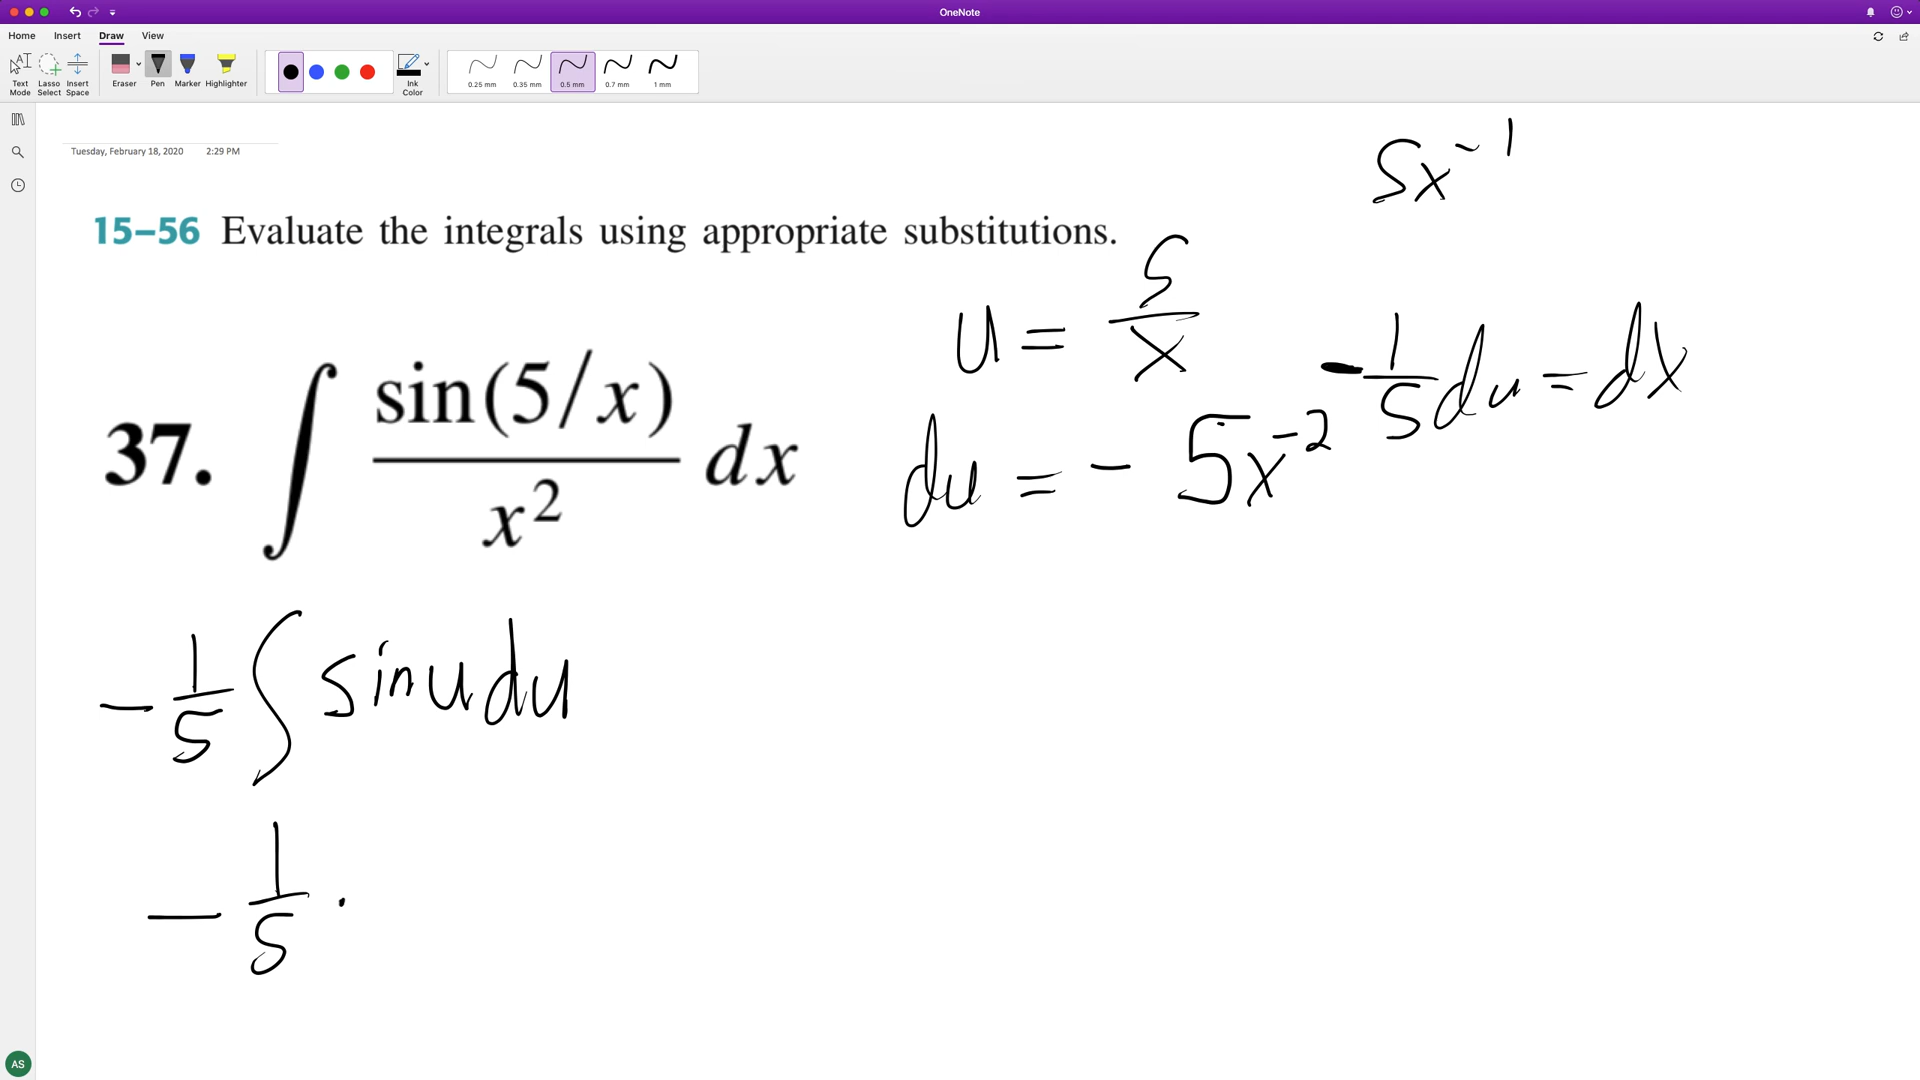 OneNote
Home Insert Draw View
Text Mode Lasso Select Insert Space Eraser Pen Marker Highlighter Ink Color 0.25 mm 0.35 mm 0.5 mm 0.7 mm 1 mm
Tuesday, February 18, 2020 2:29 PM
5x⁻¹
15–56 Evaluate the integrals using appropriate substitutions.
u = 5/x
-1/5 du = dx
37. ∫ sin(5/x)/x² dx
du = - 5x⁻²
- 1/5 ∫ sin u du
- 1/5 ·
AS